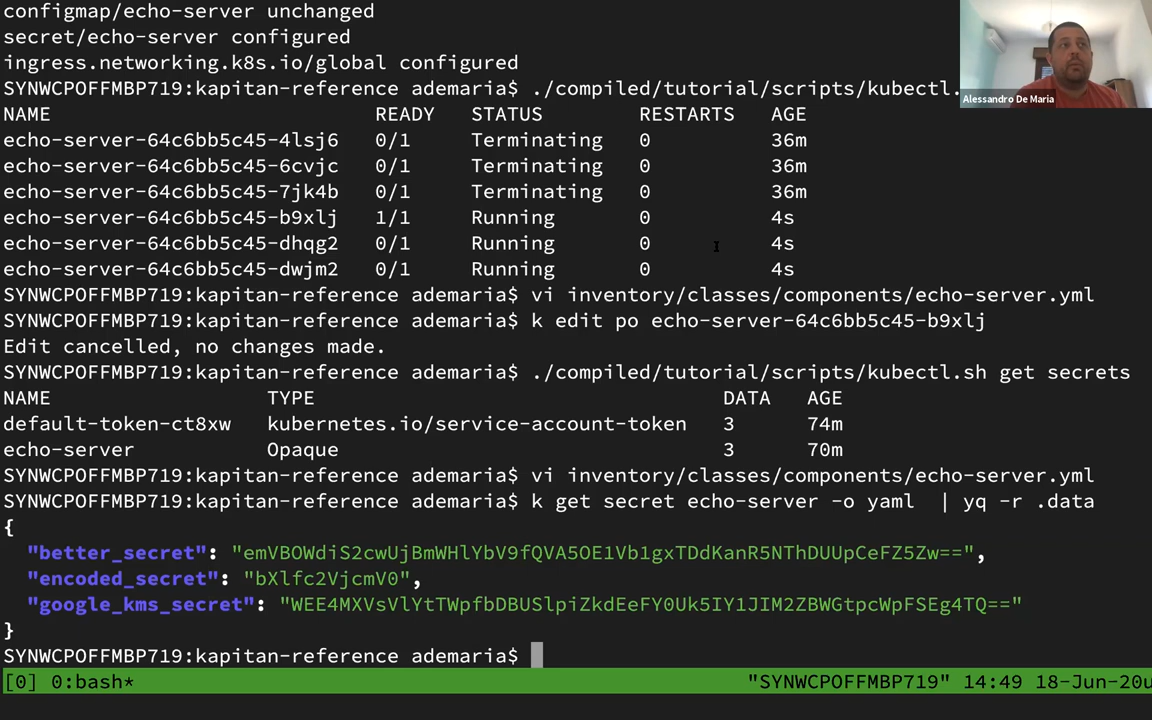 configmap/echo-server unchanged
secret/echo-server configured
ingress.networking.k8s.io/global configured
SYNWCPOFFMBP719:kapitan-reference ademaria$ ./compiled/tutorial/scripts/kubectl.
Alessandro De Maria
NAME READY STATUS RESTARTS AGE
echo-server-64c6bb5c45-4lsj6 0/1 Terminating 0 36m
echo-server-64c6bb5c45-6cvjc 0/1 Terminating 0 36m
echo-server-64c6bb5c45-7jk4b 0/1 Terminating 0 36m
echo-server-64c6bb5c45-b9xlj 1/1 Running 0 4s
echo-server-64c6bb5c45-dhqg2 0/1 Running 0 4s
echo-server-64c6bb5c45-dwjm2 0/1 Running 0 4s
SYNWCPOFFMBP719:kapitan-reference ademaria$ vi inventory/classes/components/echo-server.yml
SYNWCPOFFMBP719:kapitan-reference ademaria$ k edit po echo-server-64c6bb5c45-b9xlj
Edit cancelled, no changes made.
SYNWCPOFFMBP719:kapitan-reference ademaria$ ./compiled/tutorial/scripts/kubectl.sh get secrets
NAME TYPE DATA AGE
default-token-ct8xw kubernetes.io/service-account-token 3 74m
echo-server Opaque 3 70m
SYNWCPOFFMBP719:kapitan-reference ademaria$ vi inventory/classes/components/echo-server.yml
SYNWCPOFFMBP719:kapitan-reference ademaria$ k get secret echo-server -o yaml | yq -r .data
{
"better_secret": "emVBOWdiS2cwUjBmWHlYbV9fQVA5OE1Vb1gxTDdKanR5NThDUUpCeFZ5Zw==",
"encoded_secret": "bXlfc2VjcmV0",
"google_kms_secret": "WEE4MXVsVlYtTWpfbDBUSlpiZkdEeFY0Uk5IY1JIM2ZBWGtpcWpFSEg4TQ=="
}
SYNWCPOFFMBP719:kapitan-reference ademaria$
[0] 0:bash* "SYNWCPOFFMBP719" 14:49 18-Jun-20